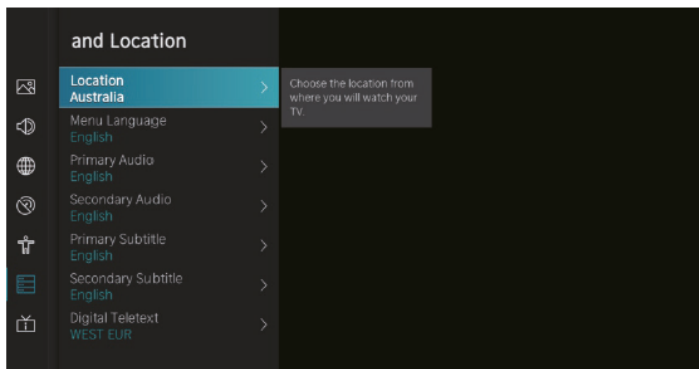 and Location
Location
Australia
Choose the location from
where you will watch your
TV.
Menu Language
English
Primary Audio
English
Secondary Audio
English
Primary Subtitle
English
Secondary Subtitle
English
Digital Teletext
WEST EUR